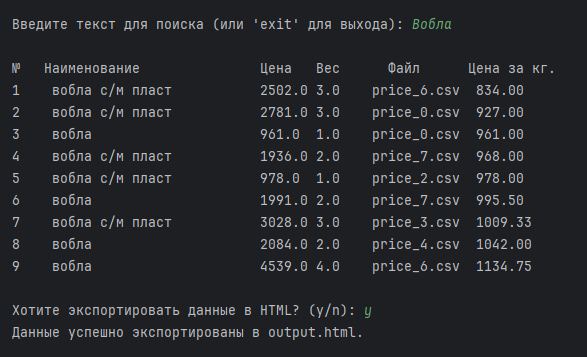 Введите текст для поиска (или 'exit' для выхода): Вобла
№ Наименование Цена Вес Файл Цена за кг.
1 вобла с/м пласт 2502.0 3.0 price_6.csv 834.00
2 вобла с/м пласт 2781.0 3.0 price_0.csv 927.00
3 вобла 961.0 1.0 price_0.csv 961.00
4 вобла с/м пласт 1936.0 2.0 price_7.csv 968.00
5 вобла с/м пласт 978.0 1.0 price_2.csv 978.00
6 вобла 1991.0 2.0 price_7.csv 995.50
7 вобла с/м пласт 3028.0 3.0 price_3.csv 1009.33
8 вобла 2084.0 2.0 price_4.csv 1042.00
9 вобла 4539.0 4.0 price_6.csv 1134.75
Хотите экспортировать данные в HTML? (y/n): y
Данные успешно экспортированы в output.html.